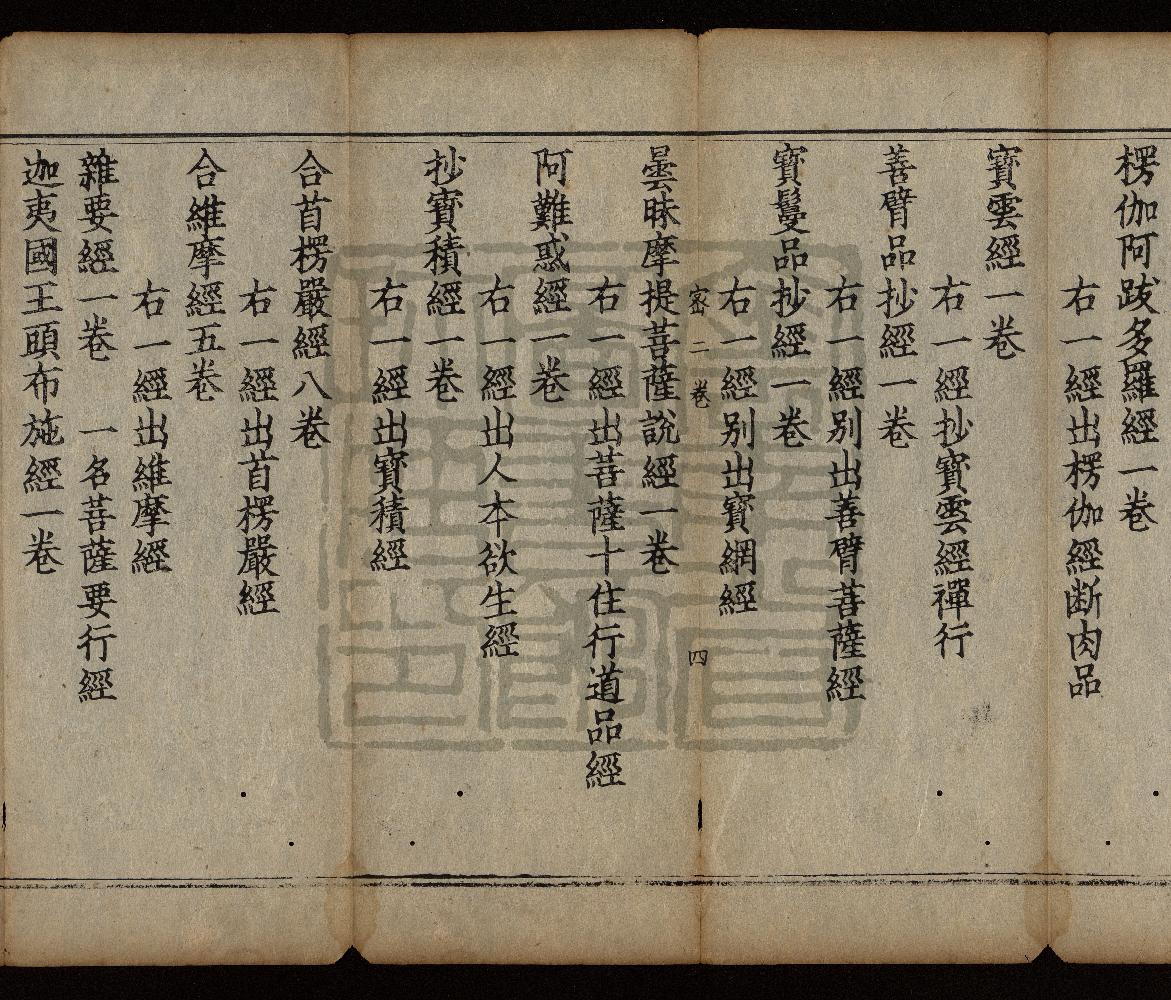 楞伽阿跋多羅經一卷
右一經出楞伽經断肉品
寶雲經一卷
右一經抄寶雲經禪行
善臂品抄經一卷
右一經別出善臂菩薩經
寶鬘品抄經一卷
右一經別出寶網經
二卷 四
曇昧摩提菩薩說經一卷
右一經出菩薩十住行道品經
阿難惑經一卷
右一經出人本欲生經
抄寶積經一卷
右一經出寶積經
合首楞嚴經八卷
右一經出首楞嚴經
合維摩經五卷
右一經出維摩經
雜要經一卷 一名菩薩要行經
迦夷國王頭布施經一卷